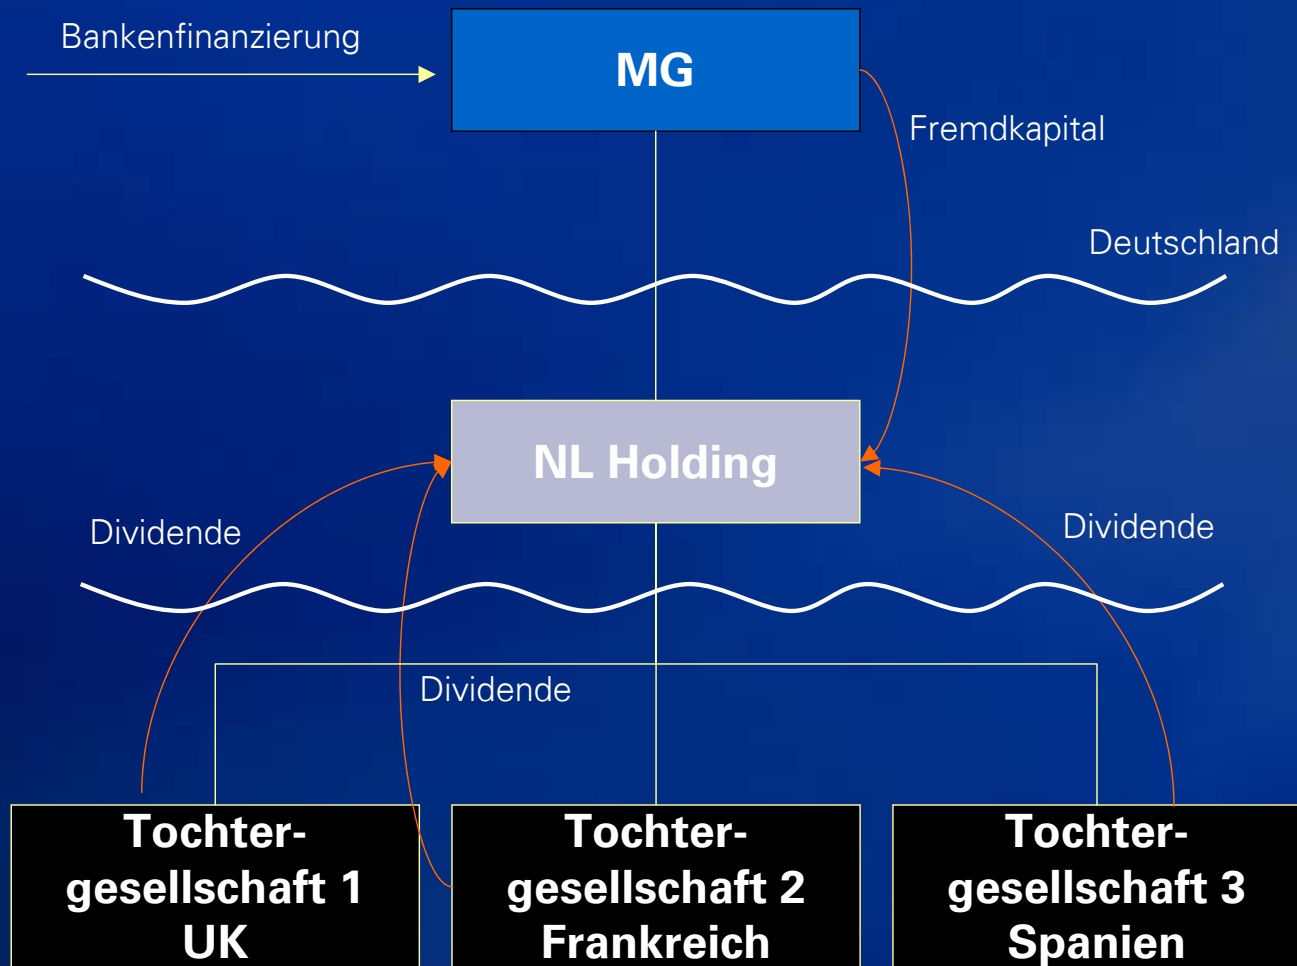 Bankenfinanzierung
MG
Fremdkapital
Deutschland
NL Holding
Dividende
Dividende
Dividende
Tochter-
gesellschaft 1
UK
Tochter-
gesellschaft 2
Frankreich
Tochter-
gesellschaft 3
Spanien